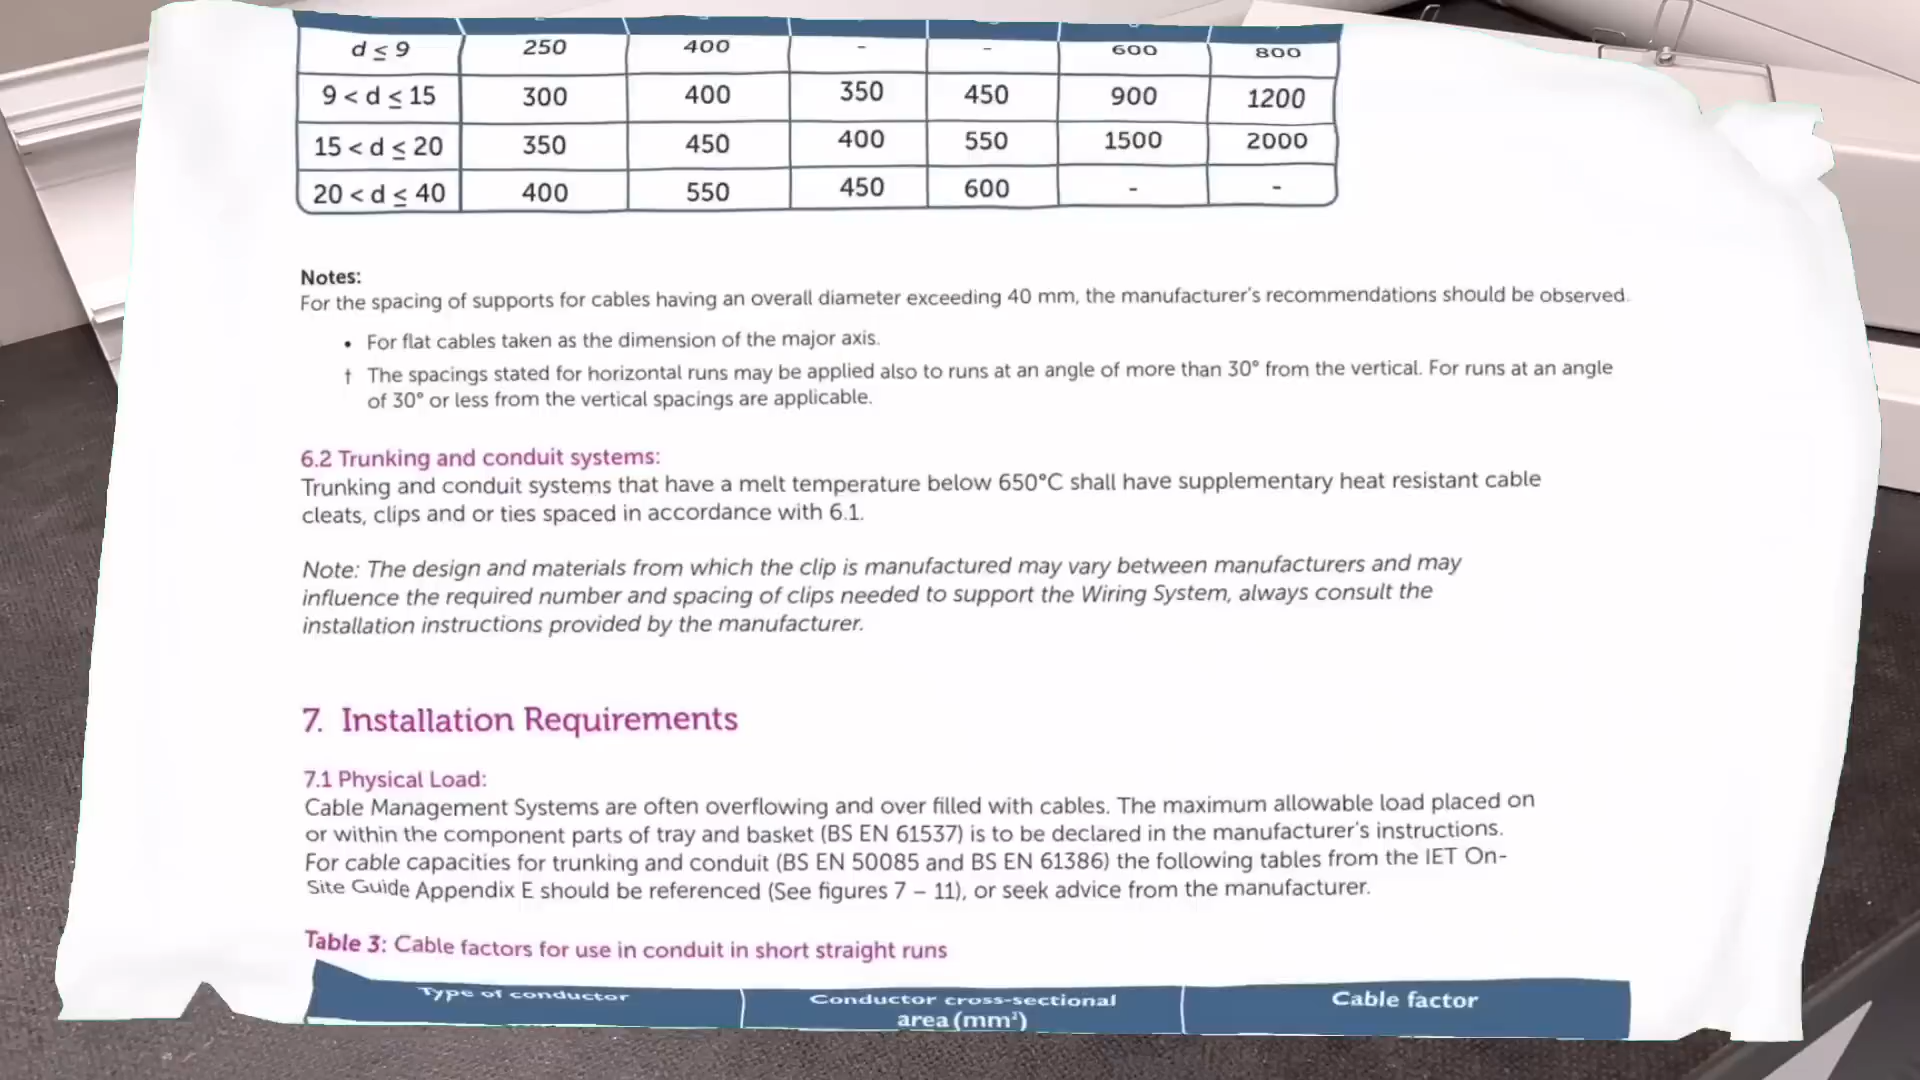 d ≤ 9 250 400 - - 600 800
9 < d ≤ 15 300 400 350 450 900 1200
15 < d ≤ 20 350 450 400 550 1500 2000
20 < d ≤ 40 400 550 450 600 - -
Notes:
For the spacing of supports for cables having an overall diameter exceeding 40 mm, the manufacturer's recommendations should be observed.
• For flat cables taken as the dimension of the major axis.
† The spacings stated for horizontal runs may be applied also to runs at an angle of more than 30° from the vertical. For runs at an angle
of 30° or less from the vertical spacings are applicable.
6.2 Trunking and conduit systems:
Trunking and conduit systems that have a melt temperature below 650°C shall have supplementary heat resistant cable
cleats, clips and or ties spaced in accordance with 6.1.
Note: The design and materials from which the clip is manufactured may vary between manufacturers and may
influence the required number and spacing of clips needed to support the Wiring System, always consult the
installation instructions provided by the manufacturer.
7. Installation Requirements
7.1 Physical Load:
Cable Management Systems are often overflowing and over filled with cables. The maximum allowable load placed on
or within the component parts of tray and basket (BS EN 61537) is to be declared in the manufacturer's instructions.
For cable capacities for trunking and conduit (BS EN 50085 and BS EN 61386) the following tables from the IET On-
Site Guide Appendix E should be referenced (See figures 7 – 11), or seek advice from the manufacturer.
Table 3: Cable factors for use in conduit in short straight runs
Type of conductor Conductor cross-sectional Cable factor
area (mm²)